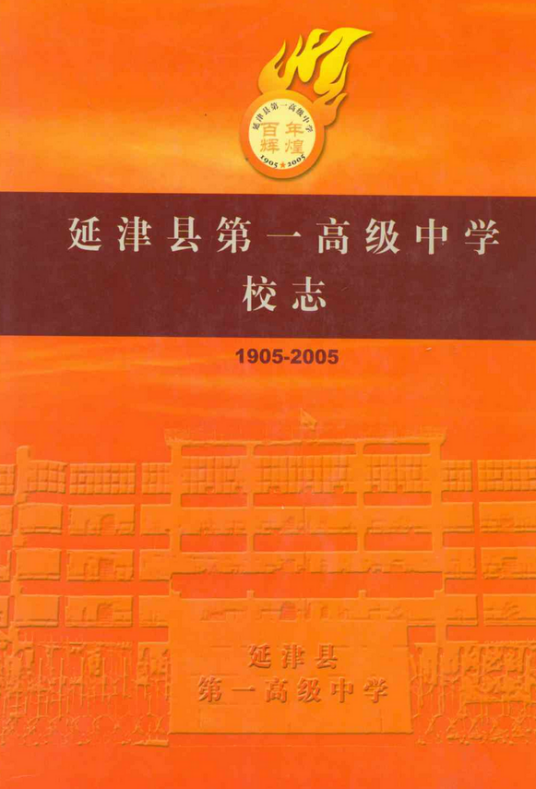 延津县第一高级中学
百年
辉煌
1905★2005
延津县第一高级中学
校志
1905-2005
延津县
第一高级中学